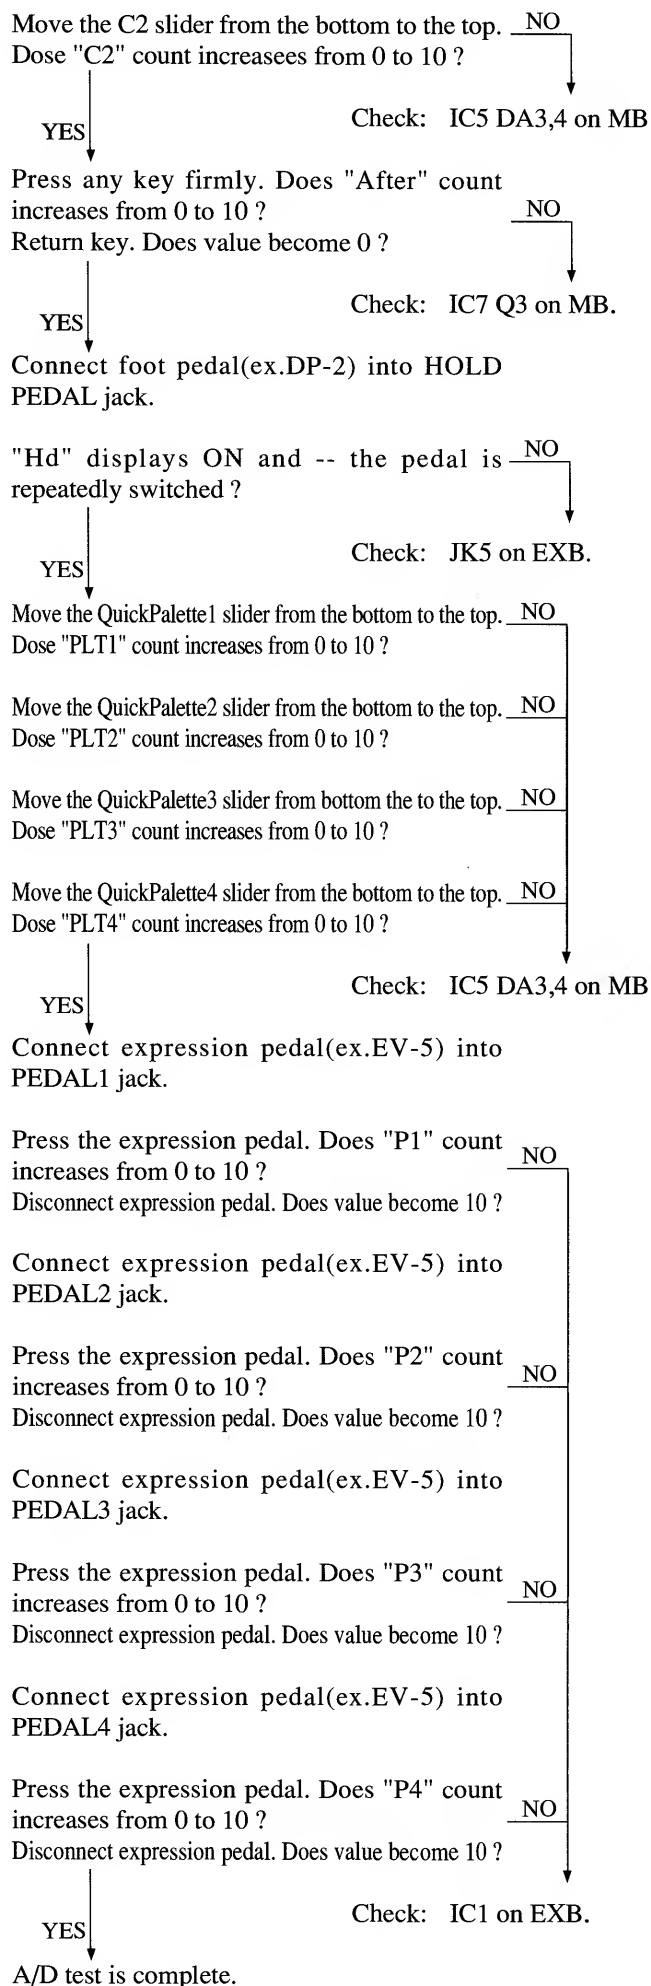 Move the C2 slider from the bottom to the top. NO
Dose "C2" count increasees from 0 to 10 ?
Check: IC5 DA3,4 on MB
YES
Press any key firmly. Does "After" count
increases from 0 to 10 ?
NO
Return key. Does value become 0 ?
Check: IC7 Q3 on MB.
YES
Connect foot pedal(ex.DP-2) into HOLD
PEDAL jack.
"Hd" displays ON and -- the pedal is NO
repeatedly switched ?
Check: JK5 on EXB.
YES
Move the QuickPalette1 slider from the bottom to the top. NO
Dose "PLT1" count increases from 0 to 10 ?
Move the QuickPalette2 slider from the bottom to the top. NO
Dose "PLT2" count increases from 0 to 10 ?
Move the QuickPalette3 slider from bottom the to the top. NO
Dose "PLT3" count increases from 0 to 10 ?
Move the QuickPalette4 slider from the bottom to the top. NO
Dose "PLT4" count increases from 0 to 10 ?
Check: IC5 DA3,4 on MB
YES
Connect expression pedal(ex.EV-5) into
PEDAL1 jack.
Press the expression pedal. Does "P1" count
NO
increases from 0 to 10 ?
Disconnect expression pedal. Does value become 10 ?
Connect expression pedal(ex.EV-5) into
PEDAL2 jack.
Press the expression pedal. Does "P2" count
NO
increases from 0 to 10 ?
Disconnect expression pedal. Does value become 10 ?
Connect expression pedal(ex.EV-5) into
PEDAL3 jack.
Press the expression pedal. Does "P3" count
NO
increases from 0 to 10 ?
Disconnect expression pedal. Does value become 10 ?
Connect expression pedal(ex.EV-5) into
PEDAL4 jack.
Press the expression pedal. Does "P4" count
NO
increases from 0 to 10 ?
Disconnect expression pedal. Does value become 10 ?
Check: IC1 on EXB.
YES
A/D test is complete.